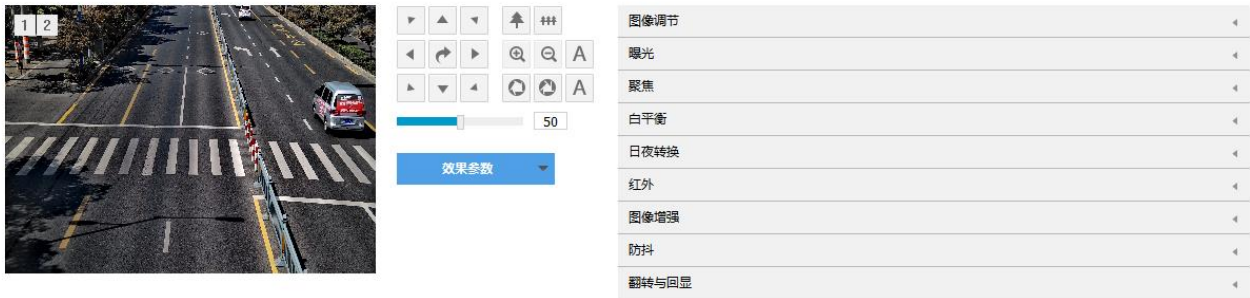 1 2
A
A
50
效果参数
图像调节
曝光
聚焦
白平衡
日夜转换
红外
图像增强
防抖
翻转与回显